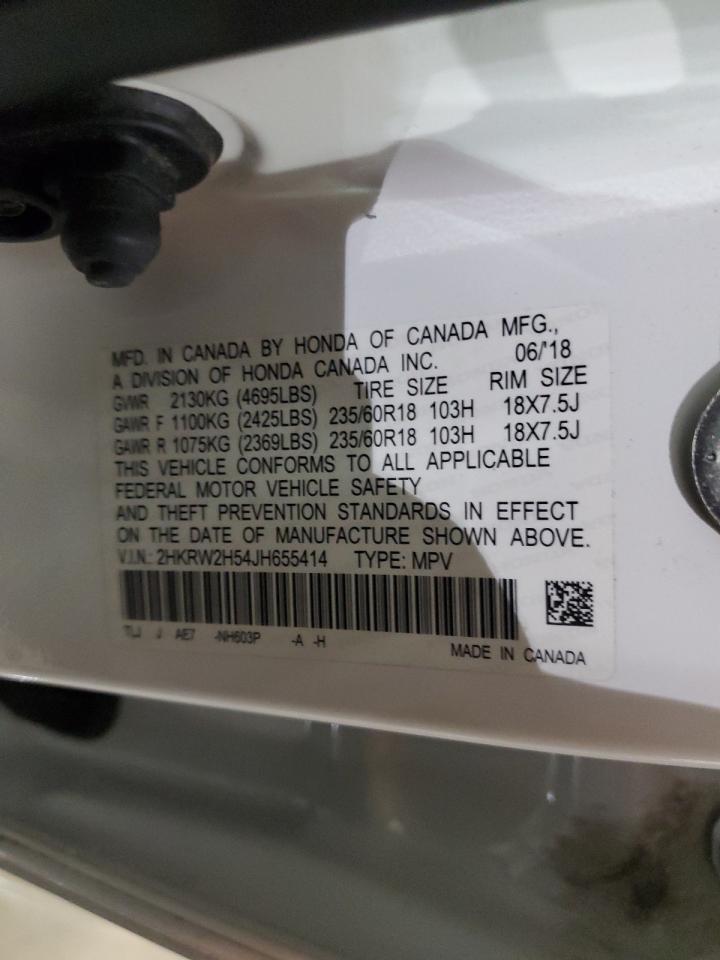 MFD. IN CANADA BY HONDA OF CANADA MFG.,
A DIVISION OF HONDA CANADA INC. 06/'18
GVWR 2130KG (4695LBS) TIRE SIZE RIM SIZE
GAWR F 1100KG (2425LBS) 235/60R18 103H 18X7.5J
GAWR R 1075KG (2369LBS) 235/60R18 103H 18X7.5J
THIS VEHICLE CONFORMS TO ALL APPLICABLE
FEDERAL MOTOR VEHICLE SAFETY
AND THEFT PREVENTION STANDARDS IN EFFECT
ON THE DATE OF MANUFACTURE SHOWN ABOVE.
V.I.N.: 2HKRW2H54JH655414 TYPE: MPV
TLJ J AE7 -NH603P -A -H
MADE IN CANADA